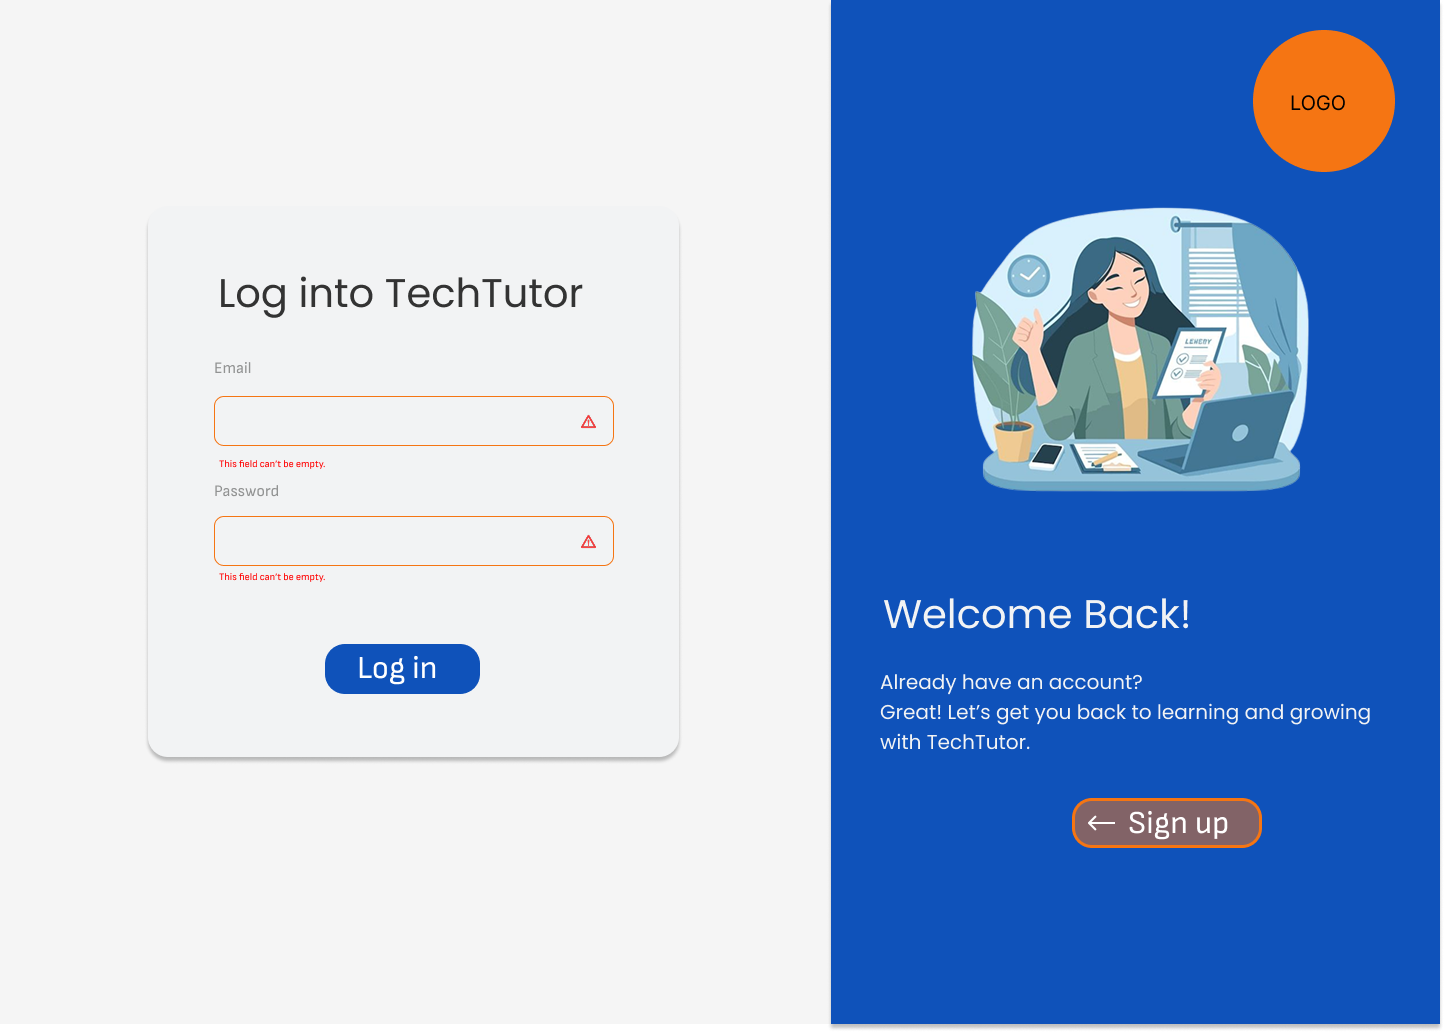 Log into TechTutor
Email
This field can't be empty.
Password
This field can't be empty.
Log in
LOGO
Welcome Back!
Already have an account?
Great! Let’s get you back to learning and growing
with TechTutor.
Sign up